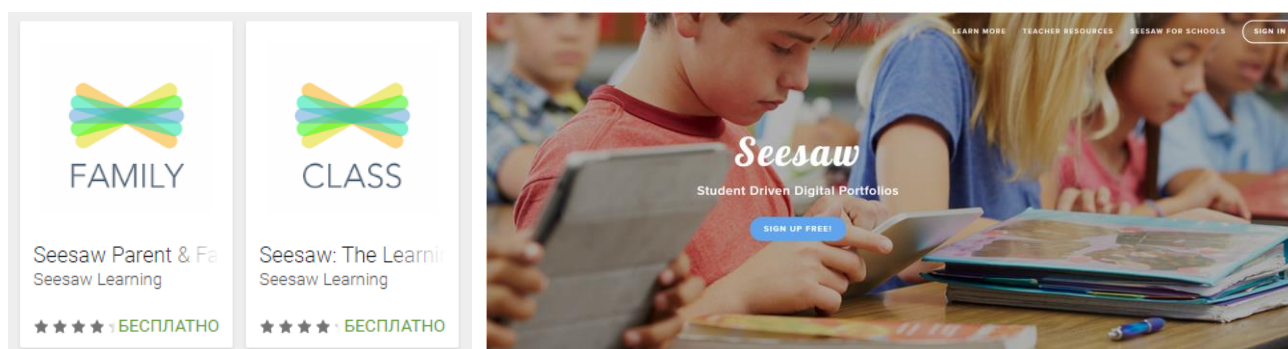 FAMILY
Seesaw Parent & Fa
Seesaw Learning
БЕСПЛАТНО
CLASS
Seesaw: The Learni
Seesaw Learning
БЕСПЛАТНО
LEARN MORE TEACHER RESOURCES SEESAW FOR SCHOOLS SIGN IN
Seesaw
Student Driven Digital Portfolios
SIGN UP FREE!